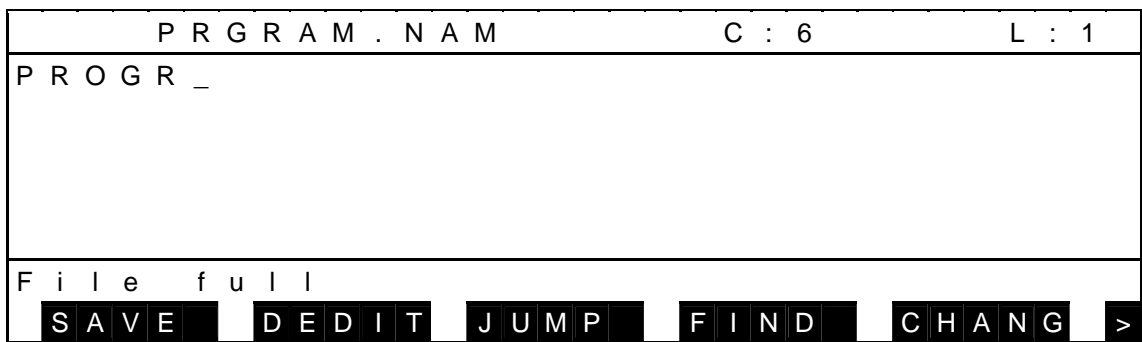 PRGRAM.NAM C:6 L:1
PROGR_
File full
SAVE DEDIT JUMP FIND CHANG >